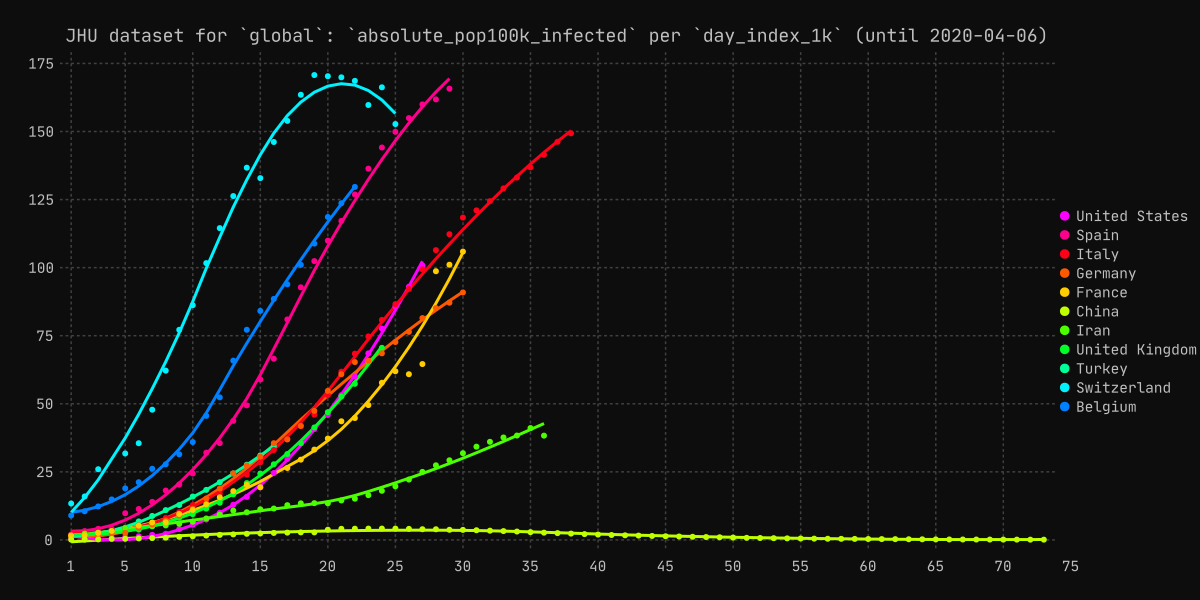 JHU dataset for `global`: `absolute_pop100k_infected` per `day_index_1k` (until 2020-04-06)
175
150
125
100
75
50
25
0
1 5 10 15 20 25 30 35 40 45 50 55 60 65 70 75
United States
Spain
Italy
Germany
France
China
Iran
United Kingdom
Turkey
Switzerland
Belgium